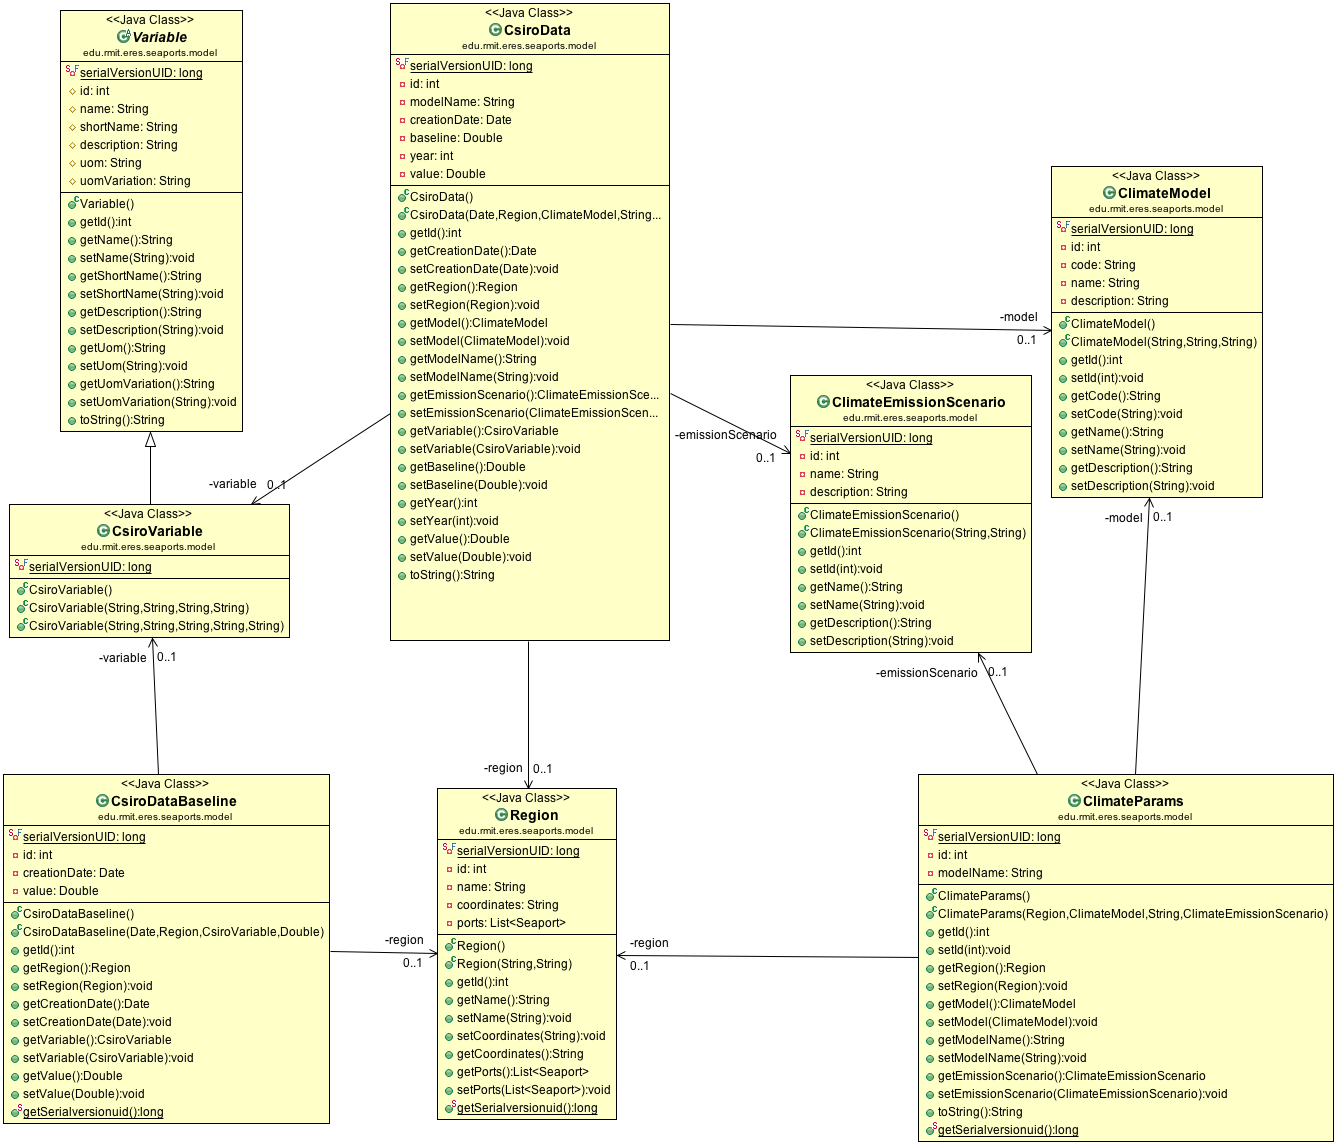 <<Java Class>>
Variable
edu.rmit.eres.seaports.model
serialVersionUID: long
id: int
name: String
shortName: String
description: String
uom: String
uomVariation: String
Variable()
getId():int
getName():String
setName(String):void
getShortName():String
setShortName(String):void
getDescription():String
setDescription(String):void
getUom():String
setUom(String):void
getUomVariation():String
setUomVariation(String):void
toString():String
<<Java Class>>
CsiroData
edu.rmit.eres.seaports.model
serialVersionUID: long
id: int
modelName: String
creationDate: Date
baseline: Double
year: int
value: Double
CsiroData()
CsiroData(Date,Region,ClimateModel,String...
getId():int
getCreationDate():Date
setCreationDate(Date):void
getRegion():Region
setRegion(Region):void
getModel():ClimateModel
setModel(ClimateModel):void
getModelName():String
setModelName(String):void
getEmissionScenario():ClimateEmissionSce...
setEmissionScenario(ClimateEmissionScen...
getVariable():CsiroVariable
setVariable(CsiroVariable):void
getBaseline():Double
setBaseline(Double):void
getYear():int
setYear(int):void
getValue():Double
setValue(Double):void
toString():String
<<Java Class>>
ClimateModel
edu.rmit.eres.seaports.model
serialVersionUID: long
id: int
code: String
name: String
description: String
ClimateModel()
ClimateModel(String,String,String)
getId():int
setId(int):void
getCode():String
setCode(String):void
getName():String
setName(String):void
getDescription():String
setDescription(String):void
-model
0..1
<<Java Class>>
ClimateEmissionScenario
edu.rmit.eres.seaports.model
serialVersionUID: long
id: int
name: String
description: String
ClimateEmissionScenario()
ClimateEmissionScenario(String,String)
getId():int
setId(int):void
getName():String
setName(String):void
getDescription():String
setDescription(String):void
-emissionScenario
0..1
-variable 0..1
<<Java Class>>
CsiroVariable
edu.rmit.eres.seaports.model
serialVersionUID: long
CsiroVariable()
CsiroVariable(String,String,String,String)
CsiroVariable(String,String,String,String,String)
-variable 0..1
-model 0..1
-emissionScenario 0..1
-region 0..1
<<Java Class>>
CsiroDataBaseline
edu.rmit.eres.seaports.model
serialVersionUID: long
id: int
creationDate: Date
value: Double
CsiroDataBaseline()
CsiroDataBaseline(Date,Region,CsiroVariable,Double)
getId():int
getRegion():Region
setRegion(Region):void
getCreationDate():Date
setCreationDate(Date):void
getVariable():CsiroVariable
setVariable(CsiroVariable):void
getValue():Double
setValue(Double):void
getSerialversionuid():long
-region
0..1
<<Java Class>>
Region
edu.rmit.eres.seaports.model
serialVersionUID: long
id: int
name: String
coordinates: String
ports: List<Seaport>
Region()
Region(String,String)
getId():int
getName():String
setName(String):void
setCoordinates(String):void
getCoordinates():String
getPorts():List<Seaport>
setPorts(List<Seaport>):void
getSerialversionuid():long
-region
0..1
<<Java Class>>
ClimateParams
edu.rmit.eres.seaports.model
serialVersionUID: long
id: int
modelName: String
ClimateParams()
ClimateParams(Region,ClimateModel,String,ClimateEmissionScenario)
getId():int
setId(int):void
getRegion():Region
setRegion(Region):void
getModel():ClimateModel
setModel(ClimateModel):void
getModelName():String
setModelName(String):void
getEmissionScenario():ClimateEmissionScenario
setEmissionScenario(ClimateEmissionScenario):void
toString():String
getSerialversionuid():long